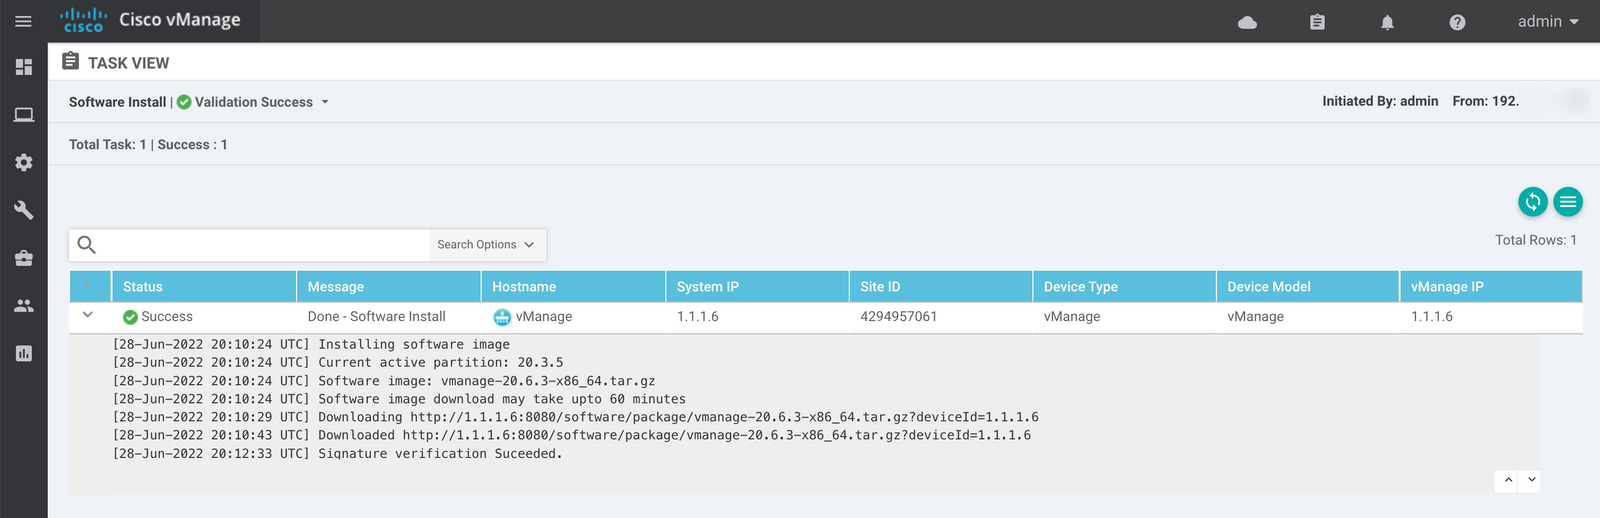 cisco Cisco vManage admin
TASK VIEW
Software Install | Validation Success Initiated By: admin From: 192.
Total Task: 1 | Success : 1
Search Options
Total Rows: 1
Status Message Hostname System IP Site ID Device Type Device Model vManage IP
Success Done - Software Install vManage 1.1.1.6 4294957061 vManage vManage 1.1.1.6
[28-Jun-2022 20:10:24 UTC] Installing software image
[28-Jun-2022 20:10:24 UTC] Current active partition: 20.3.5
[28-Jun-2022 20:10:24 UTC] Software image: vmanage-20.6.3-x86_64.tar.gz
[28-Jun-2022 20:10:24 UTC] Software image download may take upto 60 minutes
[28-Jun-2022 20:10:29 UTC] Downloading http://1.1.1.6:8080/software/package/vmanage-20.6.3-x86_64.tar.gz?deviceId=1.1.1.6
[28-Jun-2022 20:10:43 UTC] Downloaded http://1.1.1.6:8080/software/package/vmanage-20.6.3-x86_64.tar.gz?deviceId=1.1.1.6
[28-Jun-2022 20:12:33 UTC] Signature verification Suceeded.